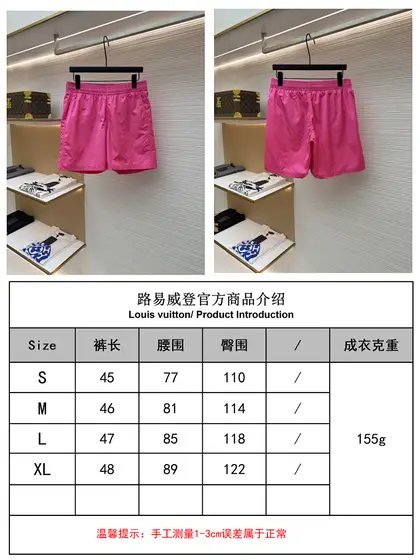 路易威登官方商品介绍
Louis vuitton/ Product Introduction
Size 裤长 腰围 臀围 / 成衣克重
S 45 77 110 /
M 46 81 114 /
L 47 85 118 /
XL 48 89 122 /
155g
温馨提示：手工测量1-3cm误差属于正常